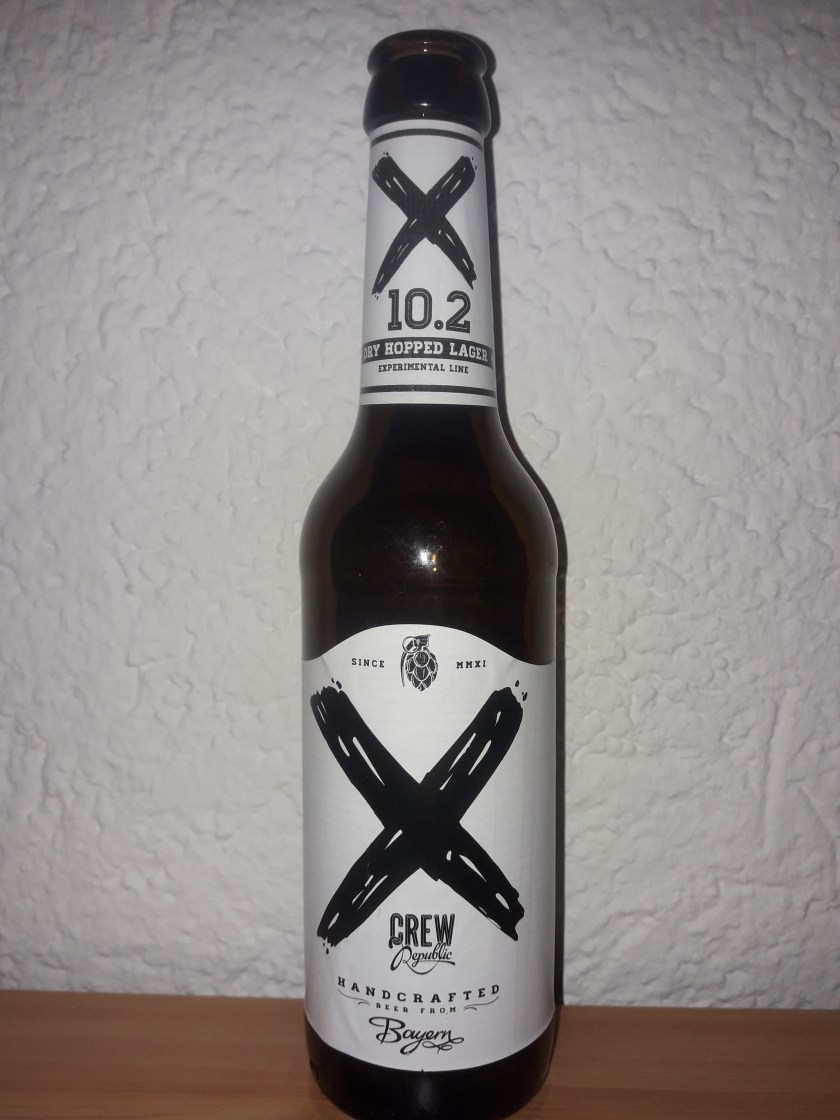 X
10.2
DRY HOPPED LAGER
EXPERIMENTAL LINE
SINCE MMXI
X
CREW
Republic
HANDCRAFTED
BEER FROM
Bayern